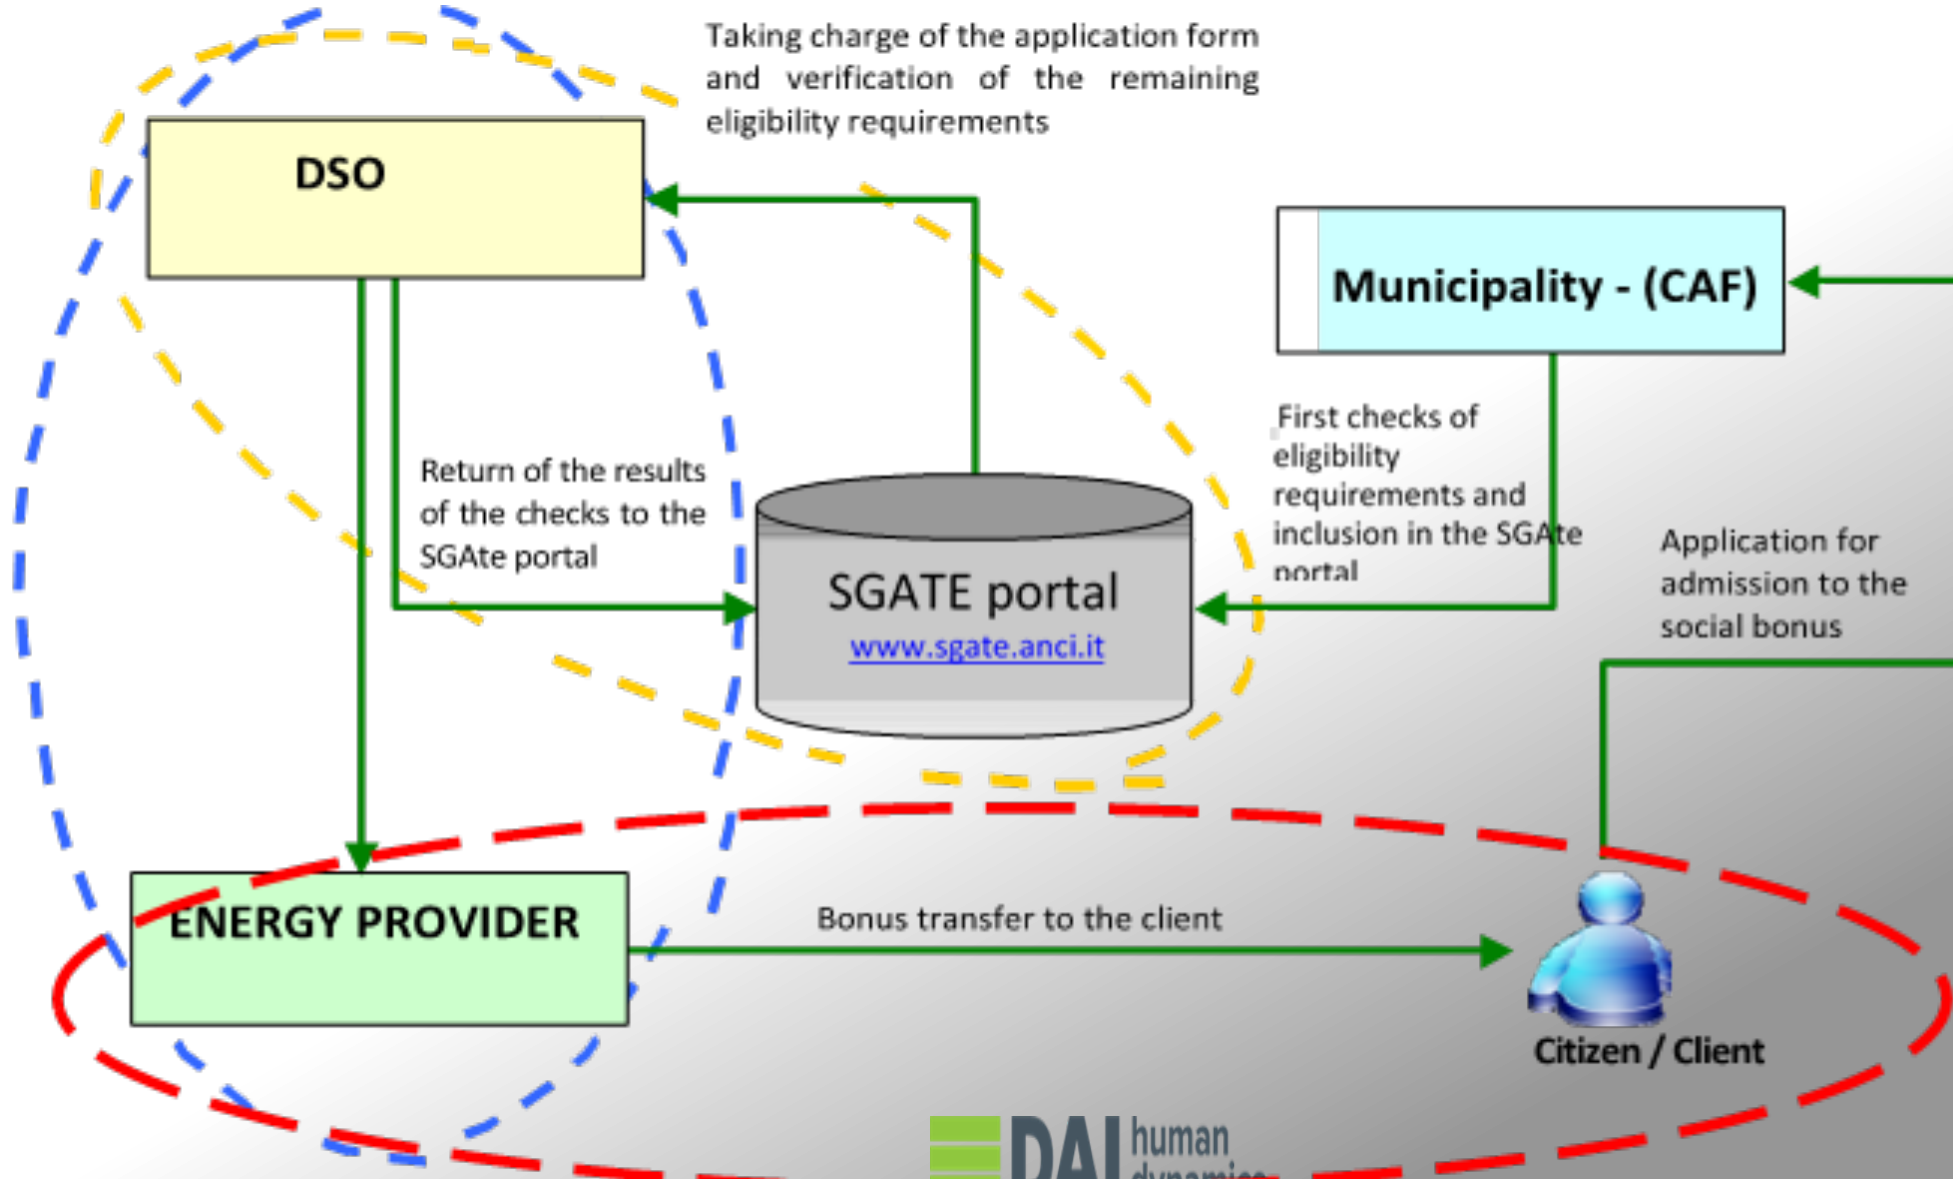 Taking charge of the application form
and verification of the remaining
eligibility requirements
DSO
Municipality - (CAF)
First checks of
eligibility
requirements and
inclusion in the SGAte
portal
Return of the results
of the checks to the
SGAte portal
Application for
admission to the
social bonus
SGATE portal
www.sgate.anci.it
ENERGY PROVIDER
Bonus transfer to the client
Citizen / Client
DAI human
dynamics